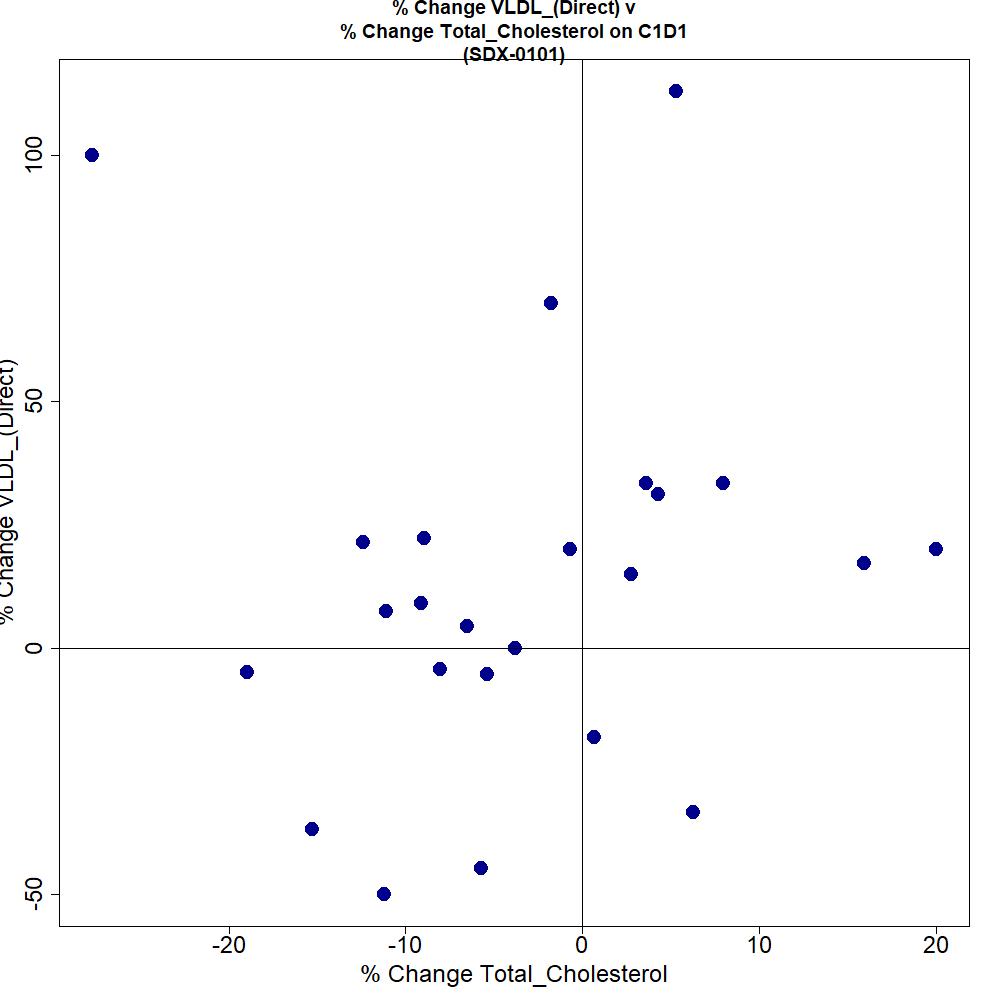 % Change VLDL_(Direct) v
% Change Total_Cholesterol on C1D1
(SDX-0101)
100
50
0
-50
% Change VLDL_(Direct)
-20
-10
0
10
20
% Change Total_Cholesterol